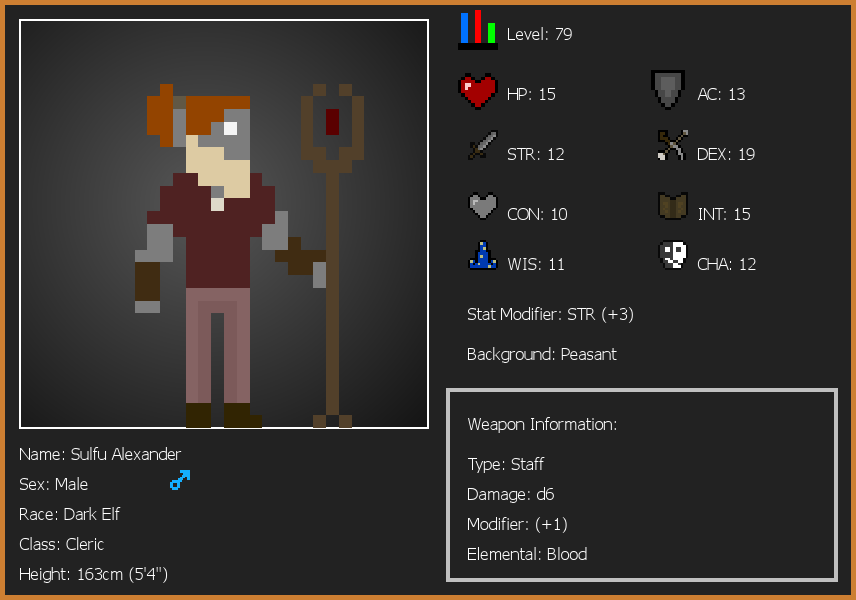 Level: 79
HP: 15
AC: 13
STR: 12
DEX: 19
CON: 10
INT: 15
WIS: 11
CHA: 12
Stat Modifier: STR (+3)
Background: Peasant
Weapon Information:
Type: Staff
Damage: d6
Modifier: (+1)
Elemental: Blood
Name: Sulfu Alexander
Sex: Male
Race: Dark Elf
Class: Cleric
Height: 163cm (5'4")